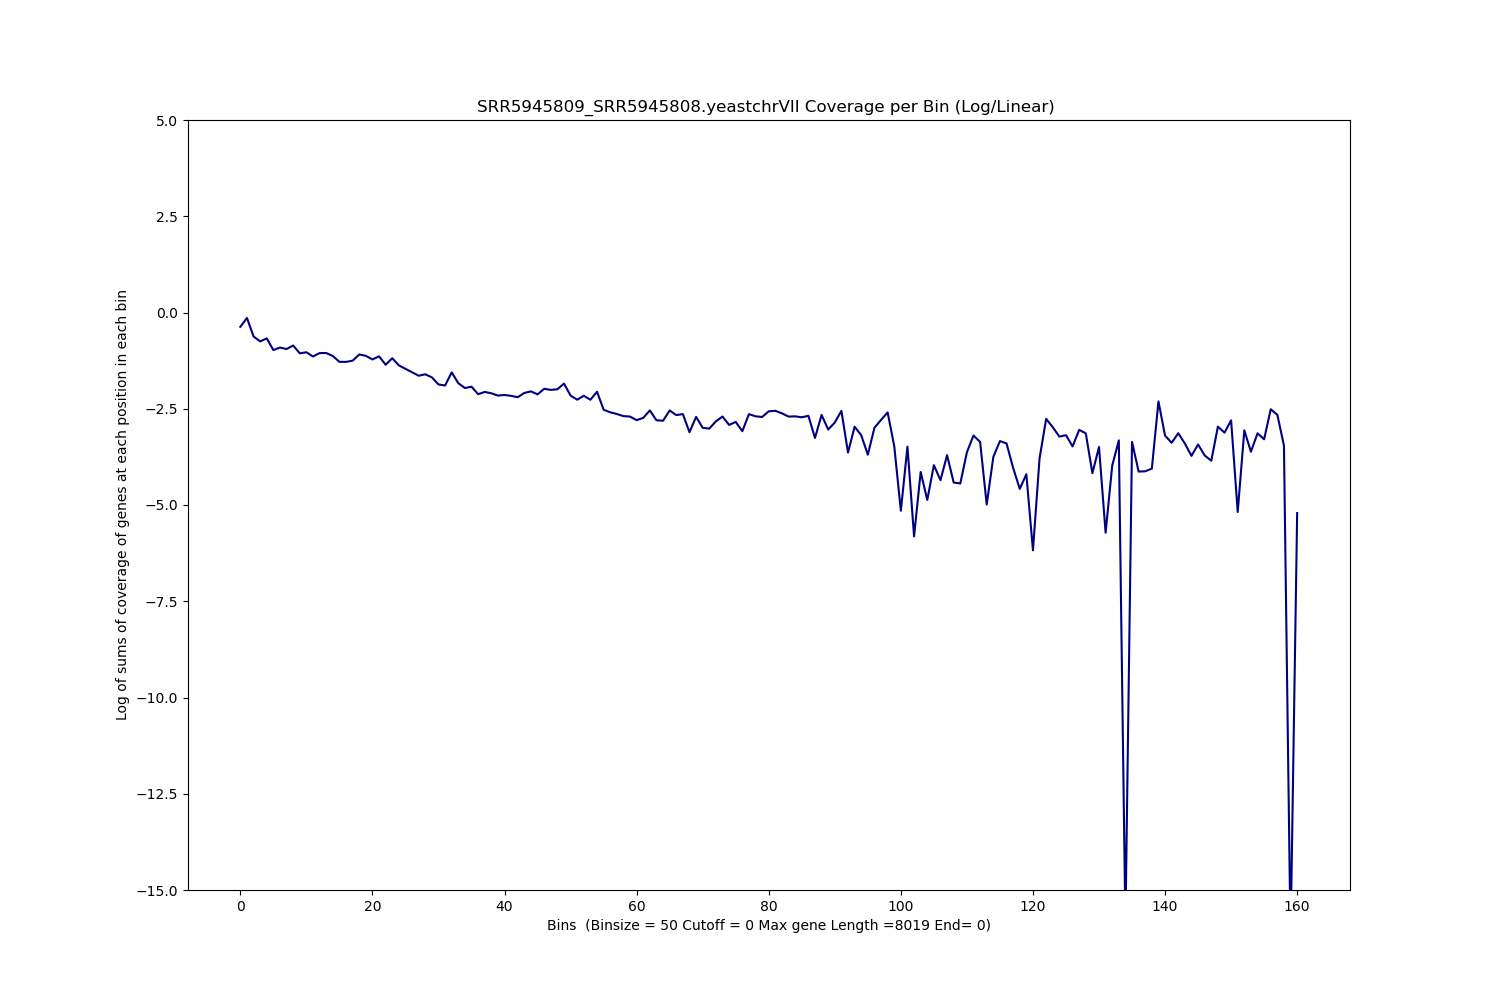 SRR5945809_SRR5945808.yeastchrVII Coverage per Bin (Log/Linear)
5.0
2.5
0.0
−2.5
−5.0
−7.5
−10.0
−12.5
−15.0
Log of sums of coverage of genes at each position in each bin
0 20 40 60 80 100 120 140 160
Bins  (Binsize = 50 Cutoff = 0 Max gene Length =8019 End= 0)